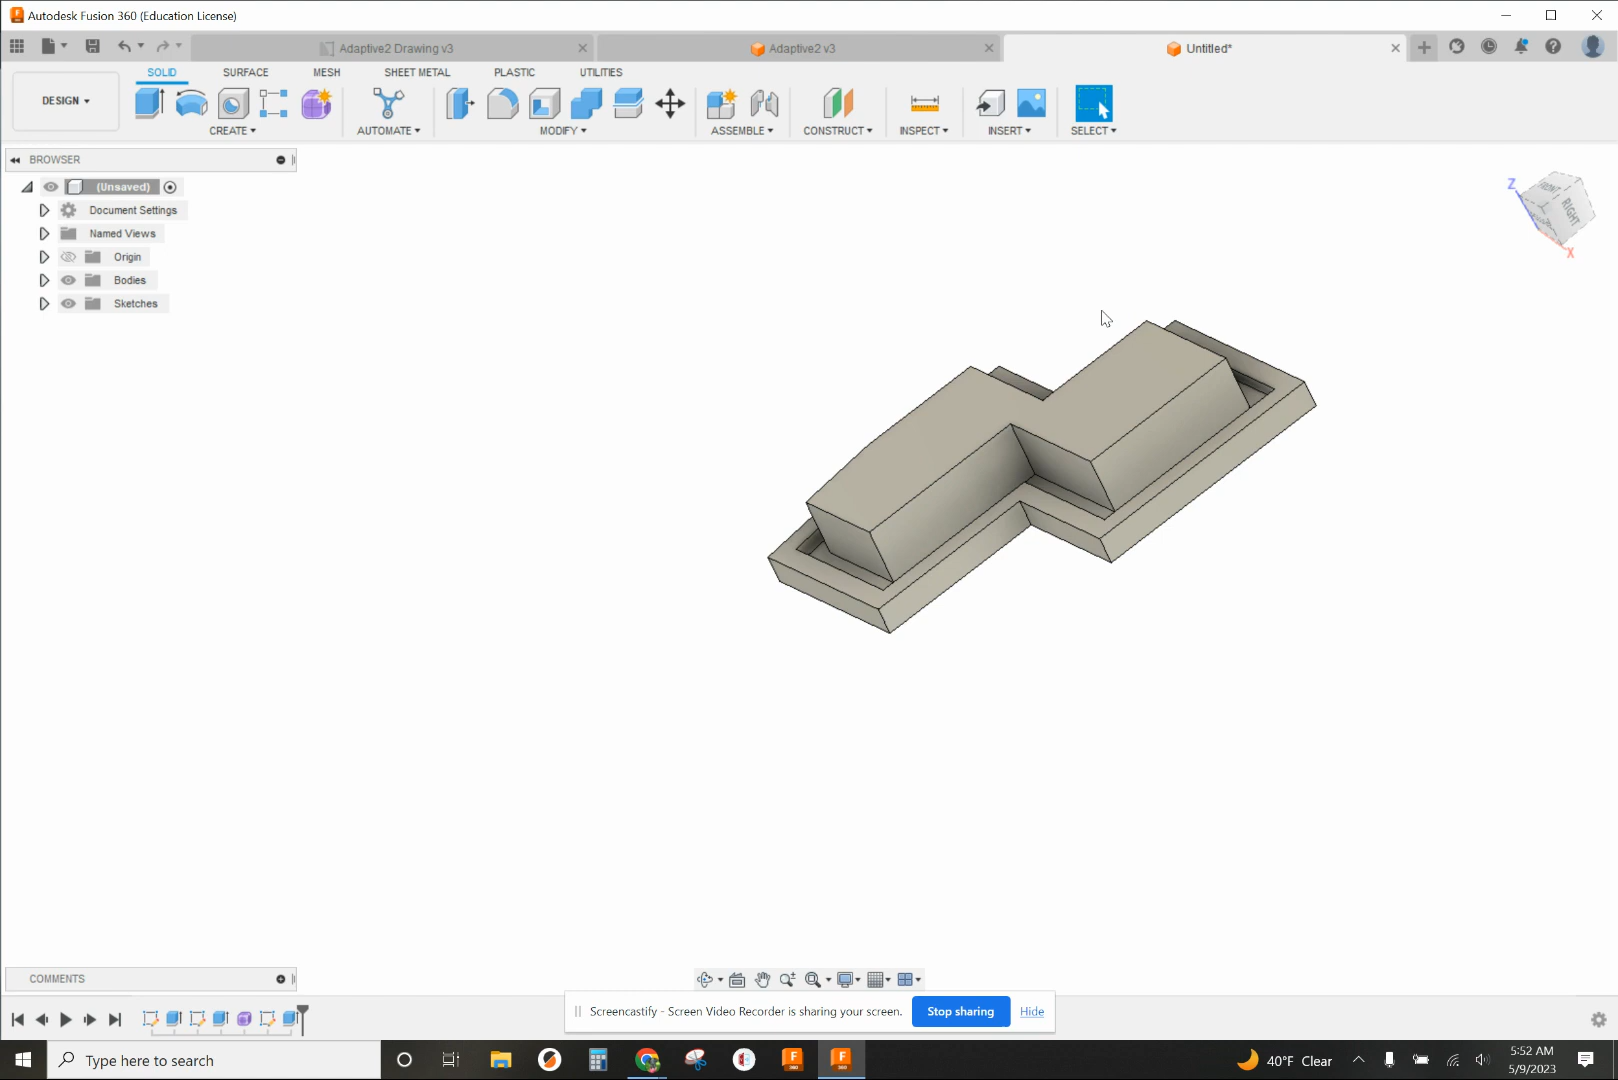 Autodesk Fusion 360 (Education License)
Adaptive2 Drawing v3
Adaptive2 v3
Untitled*
SOLID
SURFACE
MESH
SHEET METAL
PLASTIC
UTILITIES
DESIGN
CREATE
AUTOMATE
MODIFY
ASSEMBLE
CONSTRUCT
INSPECT
INSERT
SELECT
BROWSER
(Unsaved)
Document Settings
Named Views
Origin
Bodies
Sketches
Z
FRONT
RIGHT
X
COMMENTS
Screencastify - Screen Video Recorder is sharing your screen.
Stop sharing
Hide
Type here to search
40°F Clear
5:52 AM
5/9/2023